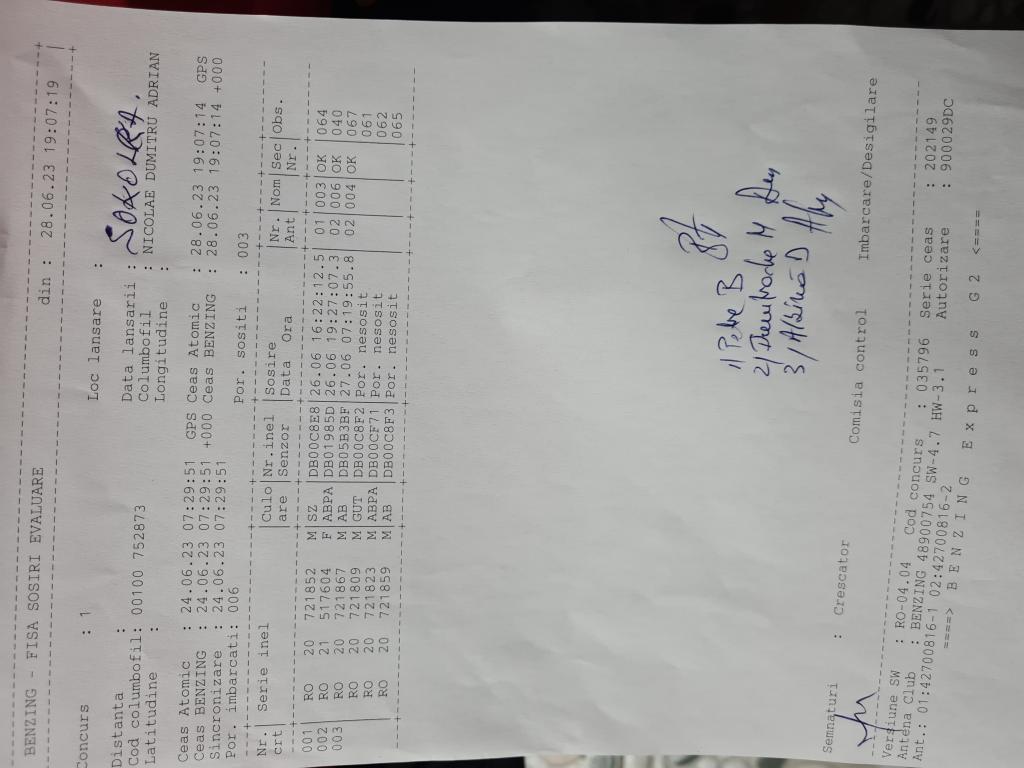 BENZING - FISA SOSIRI EVALUARE din : 28.06.23 19:07:19
Concurs : 1 Loc lansare :
SOKOLKA.
Distanta : Data lansarii :
Cod columbofil: 00100 752873 Columbofil : NICOLAE DUMITRU ADRIAN
Latitudine : Longitudine :
Ceas Atomic : 24.06.23 07:29:51 GPS Ceas Atomic : 28.06.23 19:07:14 GPS
Ceas BENZING : 24.06.23 07:29:51 +000 Ceas BENZING : 28.06.23 19:07:14 +000
Sincronizare : 24.06.23 07:29:51
Por. imbarcati: 006 Por. sositi : 003
Nr. | Serie inel |Culo|Nr.inel |Sosire |Nr. |Nom|Sec|Obs.
crt| |are |Senzor |Data Ora |Ant| |Nr.|
001 | RO 20 721852 M|SZ |DB00C8E8|26.06 16:22:12.5| 01|003|OK |064
002 | RO 21 517604 F|ABPA|DB01985D|26.06 19:27:07.3| 02|006|OK |040
003 | RO 20 721867 M|AB |DB05B3BF|27.06 07:19:55.8| 02|004|OK |067
| RO 20 721809 M|GUT |DB00C8F2|Por. nesosit | | | |061
| RO 20 721823 M|ABPA|DB00CF71|Por. nesosit | | | |062
| RO 20 721859 M|AB |DB00C8F3|Por. nesosit | | | |065
1/ Petre B
2/
3/
Semnaturi : Crescator Comisia control Imbarcare/Desigilare
Versiune SW : RO-04.04 Cod concurs : 035796 Serie ceas : 202149
Antena Club : BENZING 48900754 SW-4.7 HW-3.1 Autorizare : 900029DC
Ant.: 01:42700816-1 02:42700816-2
====> B E N Z I N G E x p r e s s G 2 <====